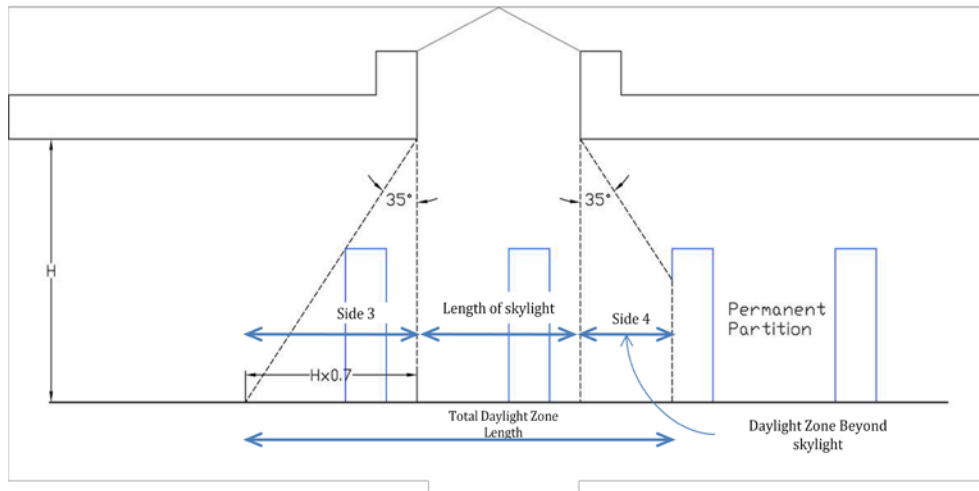 35°
35°
H
Side 3
Length of skylight
Side 4
Permanent
Partition
Hx0.7
Total Daylight Zone
Length
Daylight Zone Beyond
skylight